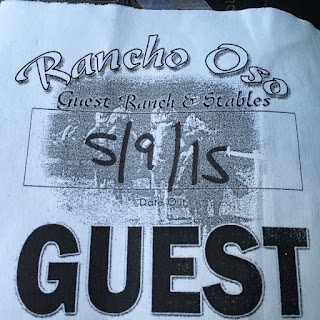 Rancho Oso
Guest Ranch & Stables
5/9/15
Date Out
GUEST